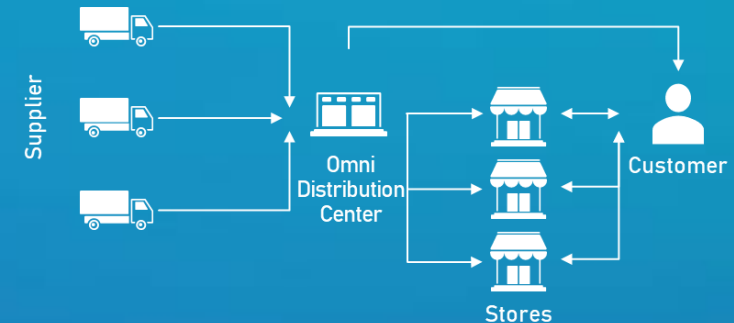 Supplier
Omni
Distribution
Center
Customer
Stores